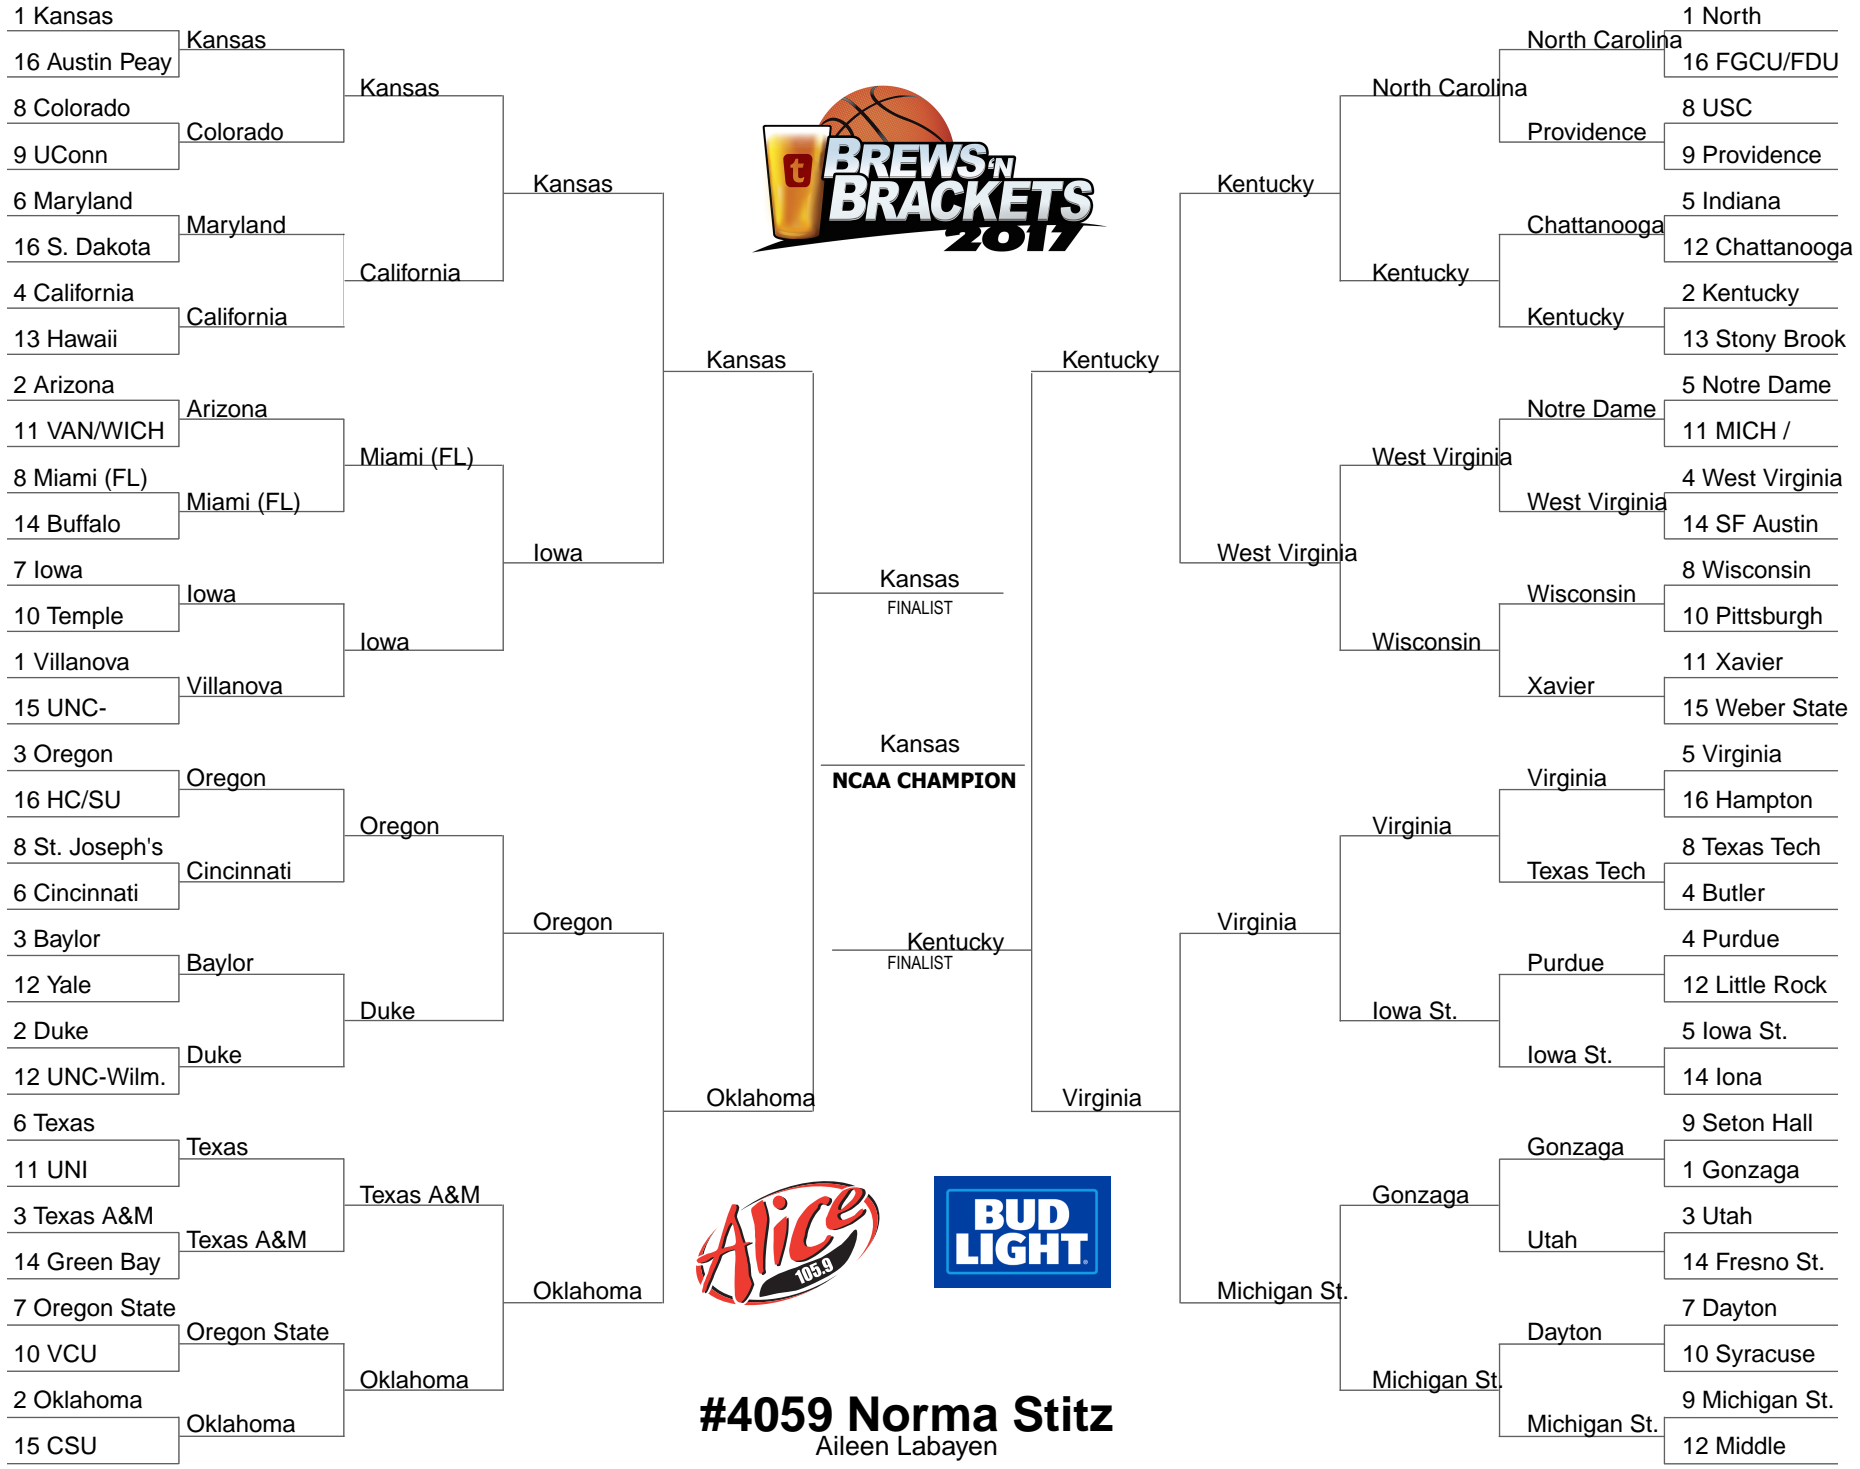 1 Kansas
16 Austin Peay
8 Colorado
9 UConn
6 Maryland
16 S. Dakota
4 California
13 Hawaii
2 Arizona
11 VAN/WICH
8 Miami (FL)
14 Buffalo
7 Iowa
10 Temple
1 Villanova
15 UNC-
3 Oregon
16 HC/SU
8 St. Joseph's
6 Cincinnati
3 Baylor
12 Yale
2 Duke
12 UNC-Wilm.
6 Texas
11 UNI
3 Texas A&M
14 Green Bay
7 Oregon State
10 VCU
2 Oklahoma
15 CSU
Kansas
Colorado
Maryland
California
Arizona
Miami (FL)
Iowa
Villanova
Oregon
Cincinnati
Baylor
Duke
Texas
Texas A&M
Oregon State
Oklahoma
Kansas
California
Miami (FL)
Iowa
Oregon
Duke
Texas A&M
Oklahoma
Kansas
Iowa
Oregon
Oklahoma
Kansas
Oklahoma
t
BREWS 'N
BRACKETS
2017
Kansas
FINALIST
Kansas
NCAA CHAMPION
Kentucky
FINALIST
Alice
105.9
BUD
LIGHT
#4059 Norma Stitz
Aileen Labayen
Kentucky
Virginia
Kentucky
West Virginia
Virginia
Michigan St.
North Carolina
Kentucky
West Virginia
Wisconsin
Virginia
Iowa St.
Gonzaga
Michigan St.
North Carolina
Providence
Chattanooga
Kentucky
Notre Dame
West Virginia
Wisconsin
Xavier
Virginia
Texas Tech
Purdue
Iowa St.
Gonzaga
Utah
Dayton
Michigan St.
1 North
16 FGCU/FDU
8 USC
9 Providence
5 Indiana
12 Chattanooga
2 Kentucky
13 Stony Brook
5 Notre Dame
11 MICH /
4 West Virginia
14 SF Austin
8 Wisconsin
10 Pittsburgh
11 Xavier
15 Weber State
5 Virginia
16 Hampton
8 Texas Tech
4 Butler
4 Purdue
12 Little Rock
5 Iowa St.
14 Iona
9 Seton Hall
1 Gonzaga
3 Utah
14 Fresno St.
7 Dayton
10 Syracuse
9 Michigan St.
12 Middle